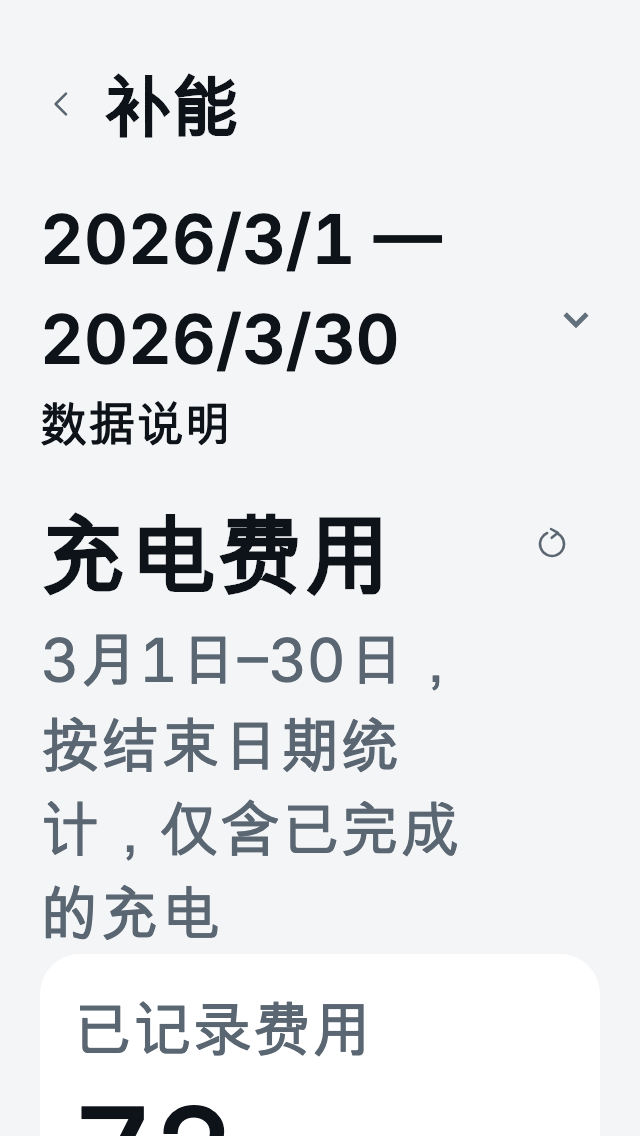 补能
2026/3/1 —
2026/3/30
数据说明
充电费用
3月1日–30日，
按结束日期统
计，仅含已完成
的充电
已记录费用